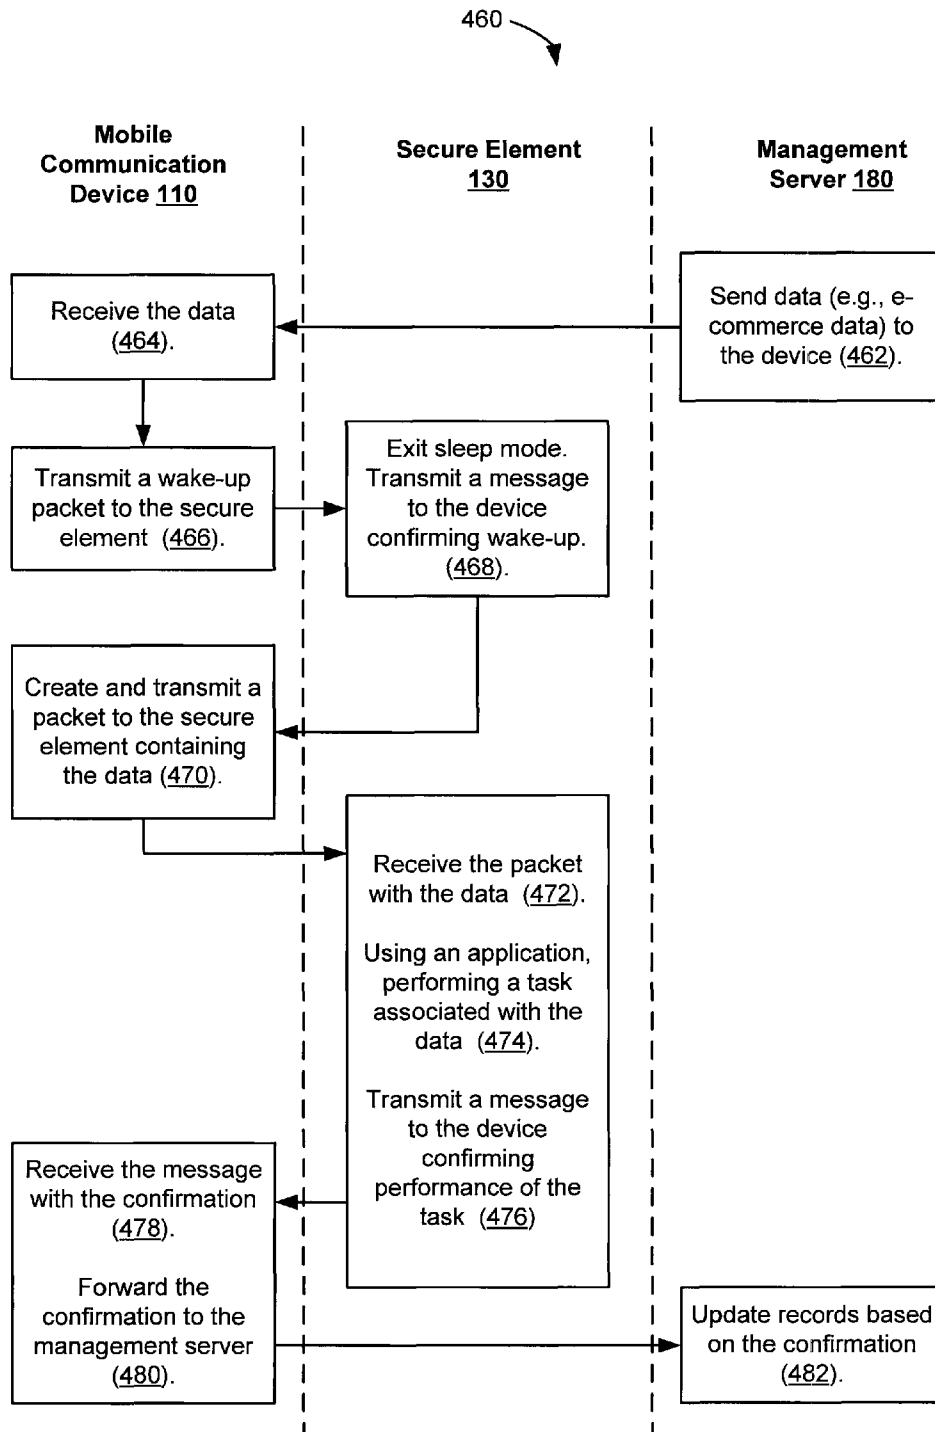 460
Mobile
Communication
Device 110
Secure Element
130
Management
Server 180
Receive the data
(464).
Send data (e.g., e-
commerce data) to
the device (462).
Transmit a wake-up
packet to the secure
element (466).
Exit sleep mode.
Transmit a message
to the device
confirming wake-up.
(468).
Create and transmit a
packet to the secure
element containing
the data (470).
Receive the packet
with the data (472).
Using an application,
performing a task
associated with the
data (474).
Transmit a message
to the device
confirming
performance of the
task (476)
Receive the message
with the confirmation
(478).
Forward the
confirmation to the
management server
(480).
Update records based
on the confirmation
(482).